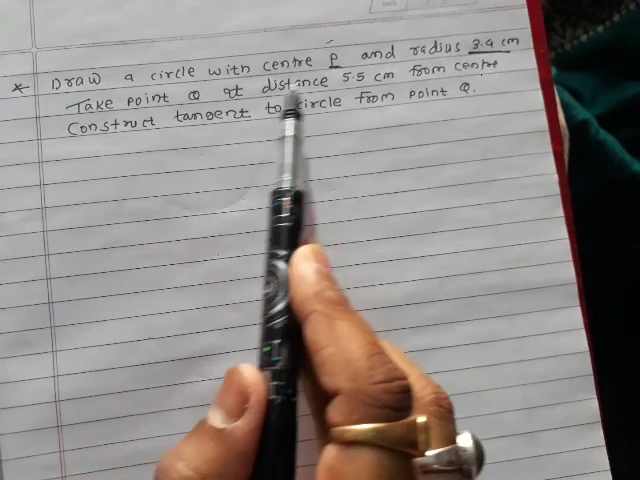 * Draw a circle with centre P and radius 3.4 cm
Take point Q at distance 5.5 cm from centre
Construct tangent to circle from point Q.